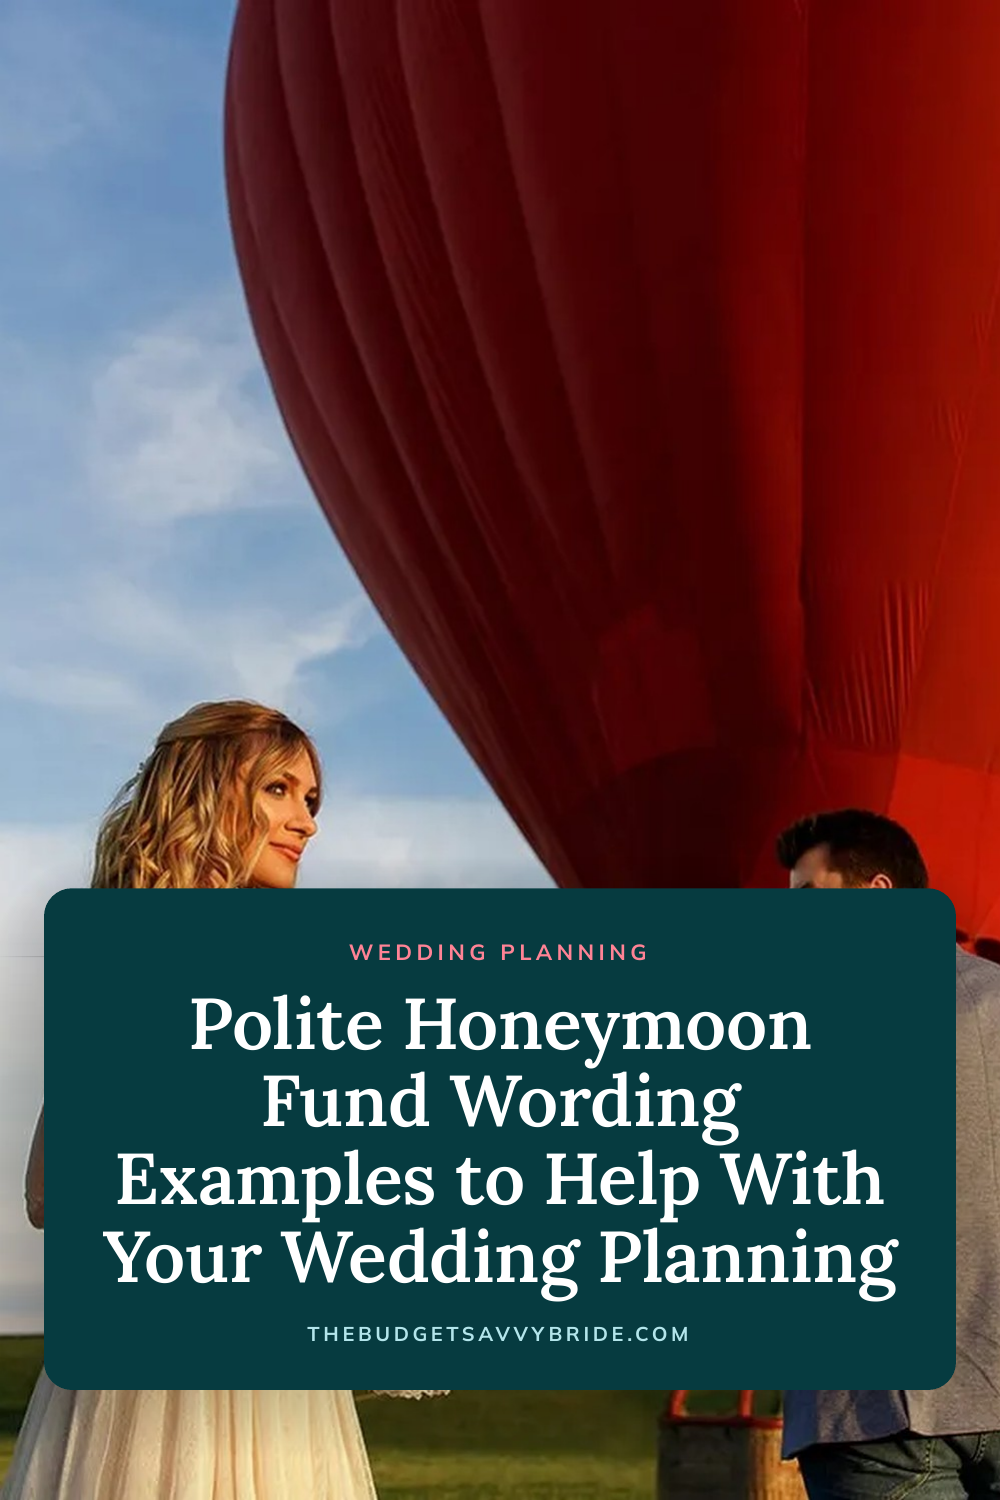 WEDDING PLANNING
Polite Honeymoon
Fund Wording
Examples to Help With
Your Wedding Planning
THEBUDGETSAVVYBRIDE.COM